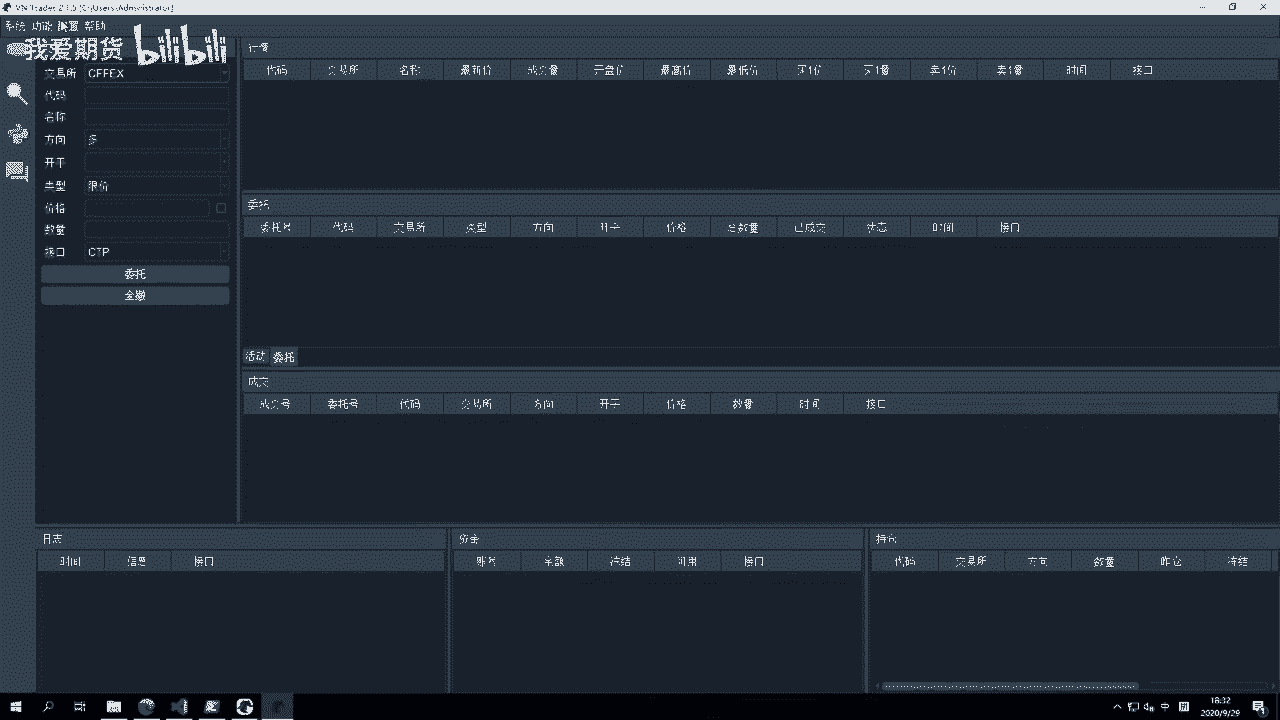 系统 功能 配置 帮助
我爱期货 bilibili
交易所 CFFEX
代码
名称
方向 多
开平
类型 限价
价格
数量
接口 CTP
委托
全撤
行情
代码 交易所 名称 最新价 成交量 开盘价 最高价 最低价 买1价 买1量 卖1价 卖1量 时间 接口
委托
委托号 代码 交易所 类型 方向 开平 价格 总数量 已成交 状态 时间 接口
活动 委托
成交
成交号 委托号 代码 交易所 方向 开平 价格 数量 时间 接口
日志
时间 信息 接口
资金
账号 余额 冻结 可用 接口
持仓
代码 交易所 方向 数量 昨仓 冻结
中
18:32
2020/9/29